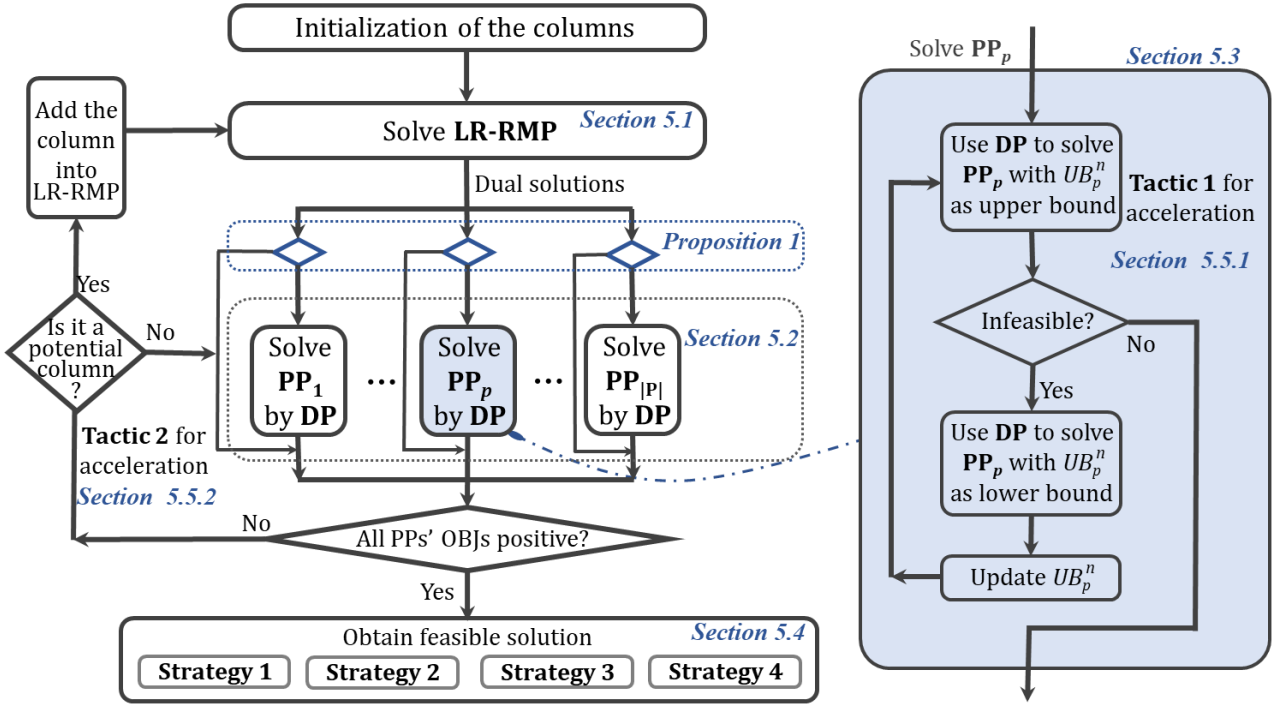 Initialization of the columns
Solve LR-RMP
Section 5.1
Add the
column
into
LR-RMP
Dual solutions
Proposition 1
Yes
Is it a
potential
column
?
No
Section 5.2
Solve
PP1
by DP
...
Solve
PPp
by DP
...
Solve
PP|P|
by DP
Tactic 2 for
acceleration
Section 5.5.2
No
All PPs' OBJs positive?
Yes
Obtain feasible solution
Section 5.4
Strategy 1
Strategy 2
Strategy 3
Strategy 4
Solve PPp
Section 5.3
Use DP to solve
PPp with UBpn
as upper bound
Tactic 1 for
acceleration
Section 5.5.1
Infeasible?
No
Yes
Use DP to solve
PPp with UBpn
as lower bound
Update UBpn